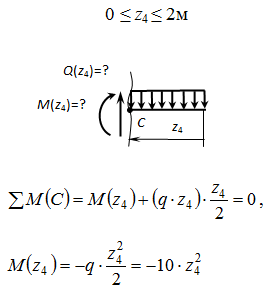 0 ≤ z₄ ≤ 2м
Q(z₄)=?
M(z₄)=?
C
z₄
∑M(C) = M(z₄) + (q · z₄) · z₄/2 = 0,
M(z₄) = −q · z₄²/2 = −10 · z₄²